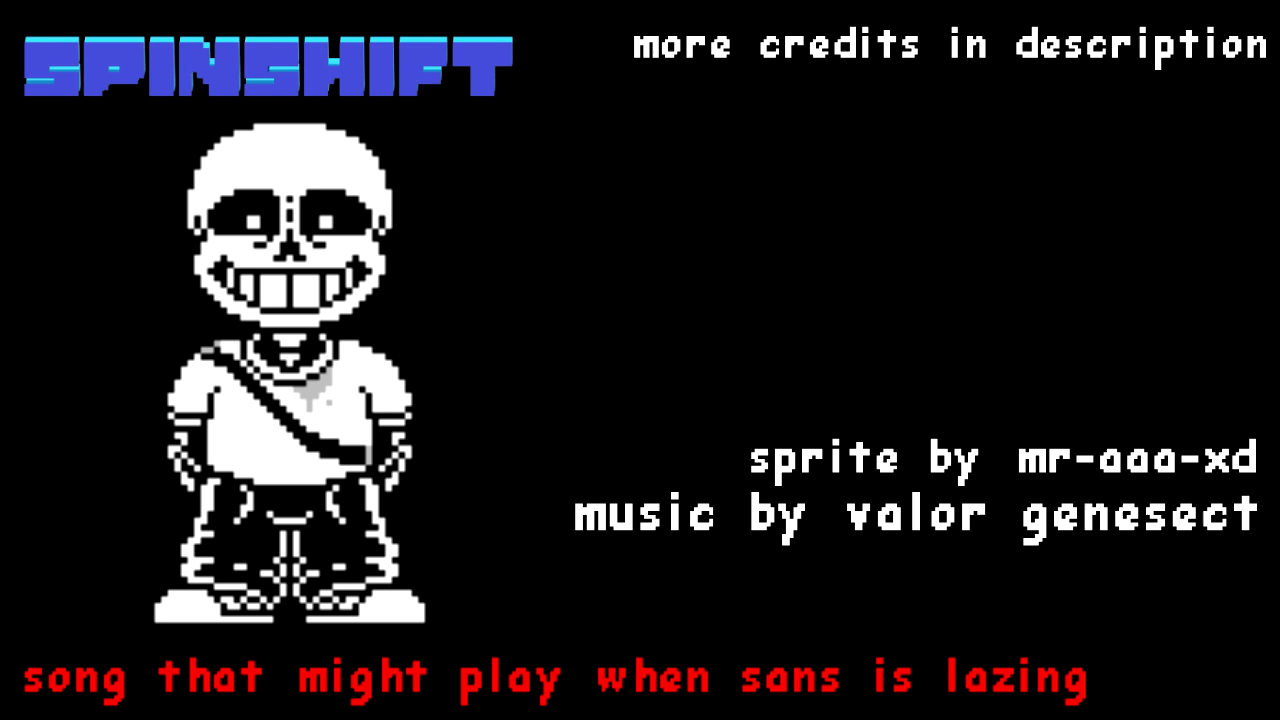 SPINSHIFT
more credits in description
sprite by mr-aaa-xd
music by valor genesect
song that might play when sans is lazing